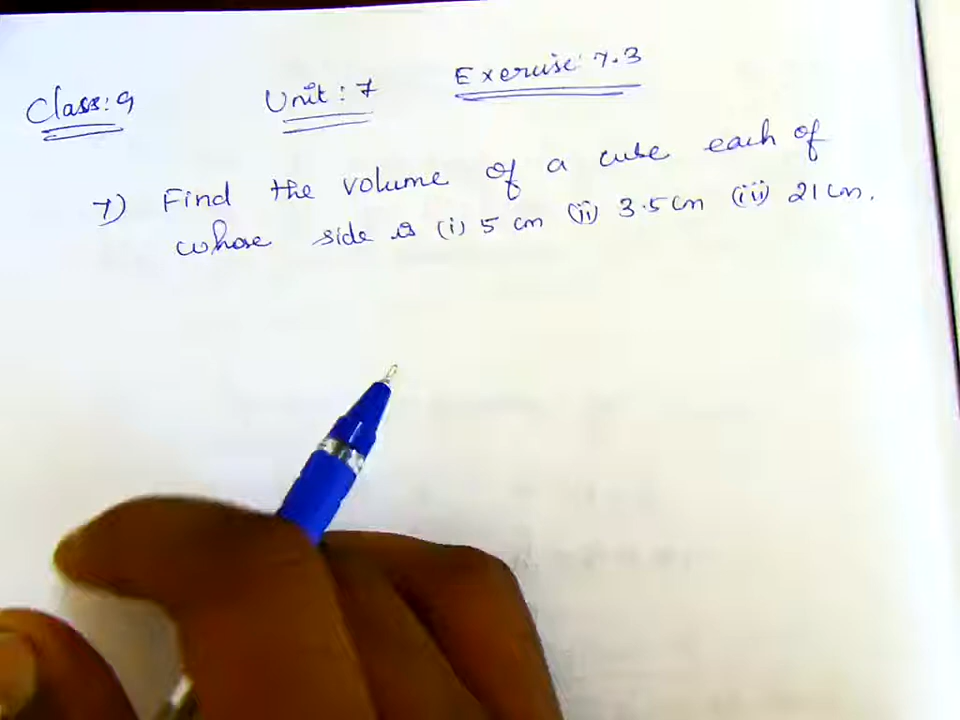 Class: 9 Unit: 7 Exercise: 7.3
7) Find the volume of a cube each of
whose side is (i) 5 cm (ii) 3.5 cm (iii) 21 cm.